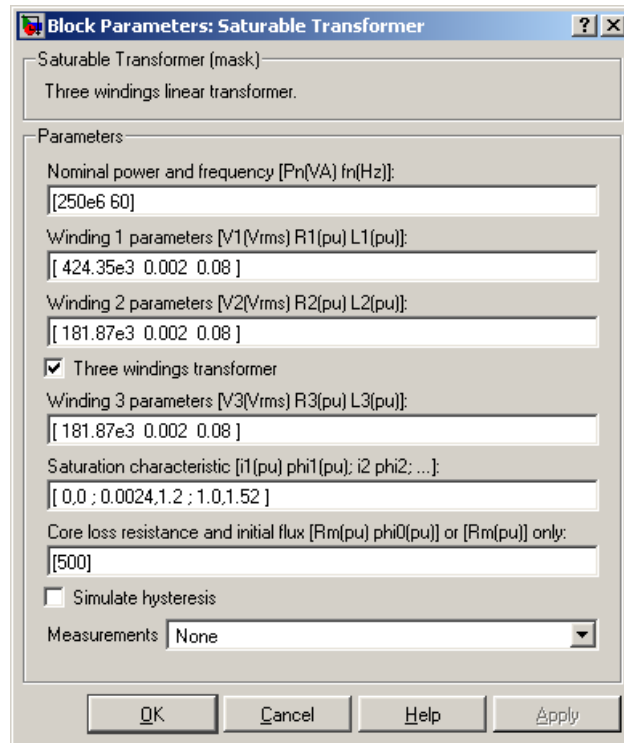 Block Parameters: Saturable Transformer
Saturable Transformer (mask)
Three windings linear transformer.
Parameters
Nominal power and frequency [Pn(VA) fn(Hz)]:
[250e6 60]
Winding 1 parameters [V1(Vrms) R1(pu) L1(pu)]:
[ 424.35e3 0.002 0.08 ]
Winding 2 parameters [V2(Vrms) R2(pu) L2(pu)]:
[ 181.87e3 0.002 0.08 ]
Three windings transformer
Winding 3 parameters [V3(Vrms) R3(pu) L3(pu)]:
[ 181.87e3 0.002 0.08 ]
Saturation characteristic [i1(pu) phi1(pu); i2 phi2; ...]:
[ 0,0 ; 0.0024,1.2 ; 1.0,1.52 ]
Core loss resistance and initial flux [Rm(pu) phi0(pu)] or [Rm(pu)] only:
[500]
Simulate hysteresis
Measurements None
OK Cancel Help Apply